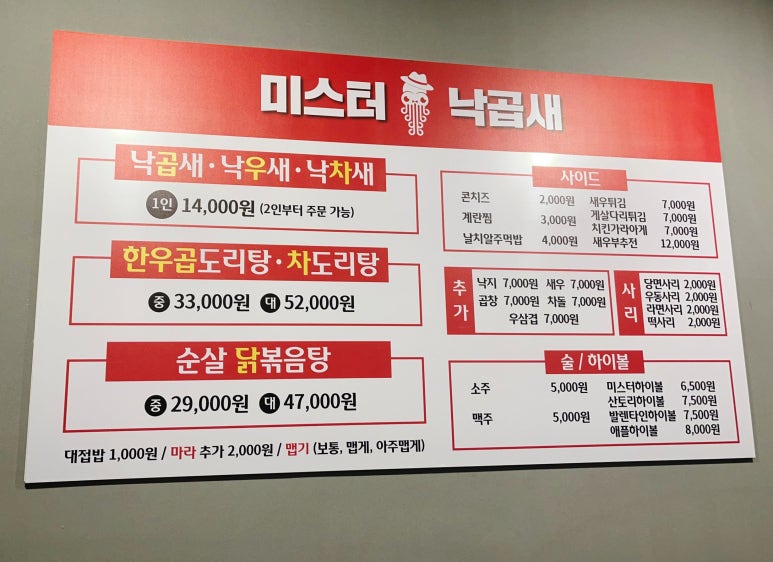 미스터 낙곱새
낙곱새·낙우새·낙차새
1인 14,000원 (2인부터 주문 가능)
한우곱도리탕·차도리탕
중 33,000원 대 52,000원
순살 닭볶음탕
중 29,000원 대 47,000원
대접밥 1,000원 / 마라 추가 2,000원 / 맵기 (보통, 맵게, 아주맵게)
사이드
콘치즈 2,000원 새우튀김 7,000원
계란찜 3,000원 게살다리튀김 7,000원
치킨가라아게 7,000원
날치알주먹밥 4,000원 새우부추전 12,000원
추가
낙지 7,000원 새우 7,000원
곱창 7,000원 차돌 7,000원
우삼겹 7,000원
사리
당면사리 2,000원
우동사리 2,000원
라면사리 2,000원
떡사리 2,000원
술 / 하이볼
소주 5,000원 미스터하이볼 6,500원
산토리하이볼 7,500원
맥주 5,000원 발렌타인하이볼 7,500원
애플하이볼 8,000원